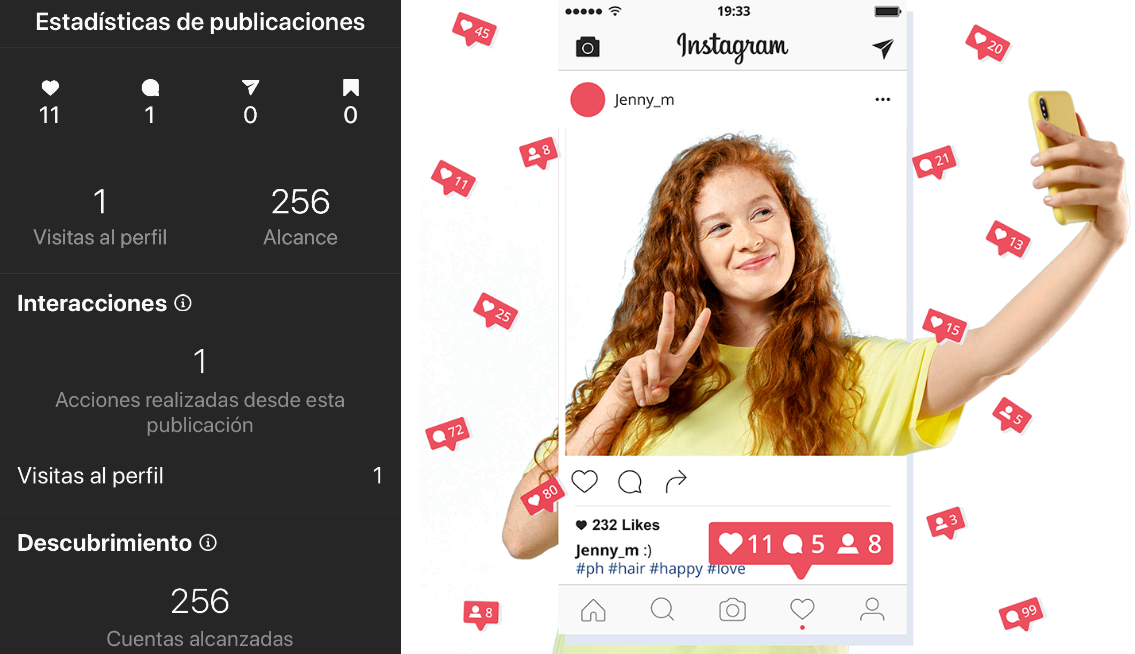 Estadísticas de publicaciones
11
1
0
0
1
256
Visitas al perfil
Alcance
Interacciones
1
Acciones realizadas desde esta
publicación
Visitas al perfil
1
Descubrimiento
256
Cuentas alcanzadas
45
11
8
25
72
80
8
19:33
Instagram
Jenny_m
232 Likes
Jenny_m :)
#ph #hair #happy #love
11 5 8
20
21
13
15
5
3
99